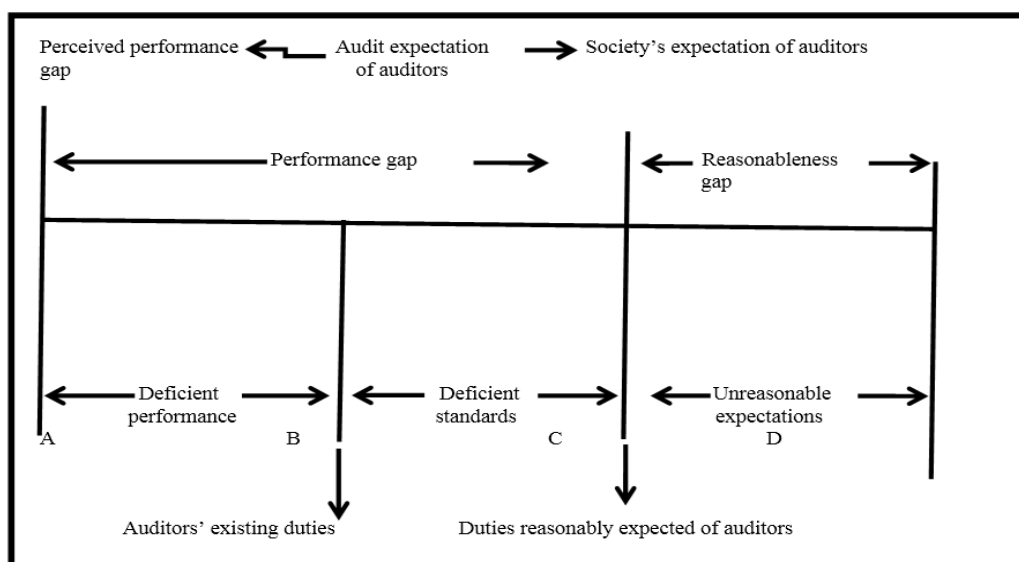 Perceived performance gap
Audit expectation of auditors
Society’s expectation of auditors
Performance gap
Reasonableness gap
Deficient performance
Deficient standards
Unreasonable expectations
A B C D
Auditors’ existing duties
Duties reasonably expected of auditors